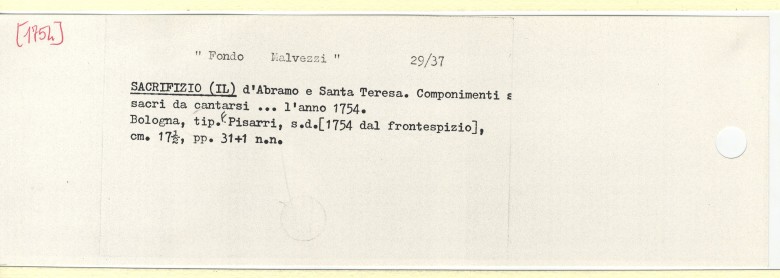 [1754]
" Fondo Malvezzi " 29/37
SACRIFIZIO (IL) d'Abramo e Santa Teresa. Componimenti s
sacri da cantarsi ... l'anno 1754.
Bologna, tip. Pisarri, s.d.[1754 dal frontespizio],
cm. 17½, pp. 31+1 n.n.